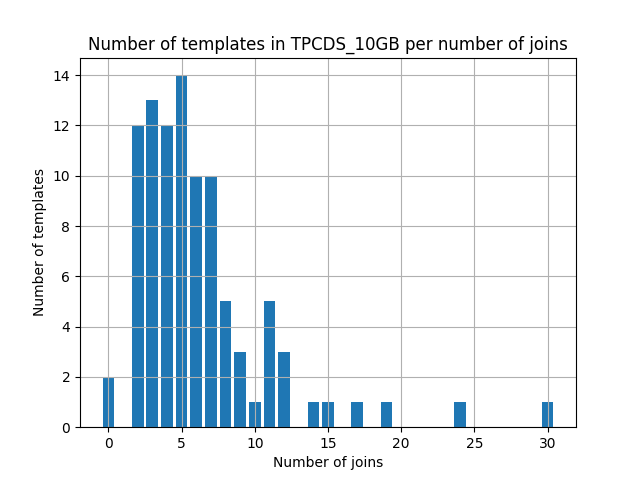 Number of templates in TPCDS_10GB per number of joins
14
12
10
8
6
4
2
0
Number of templates
0 5 10 15 20 25 30
Number of joins